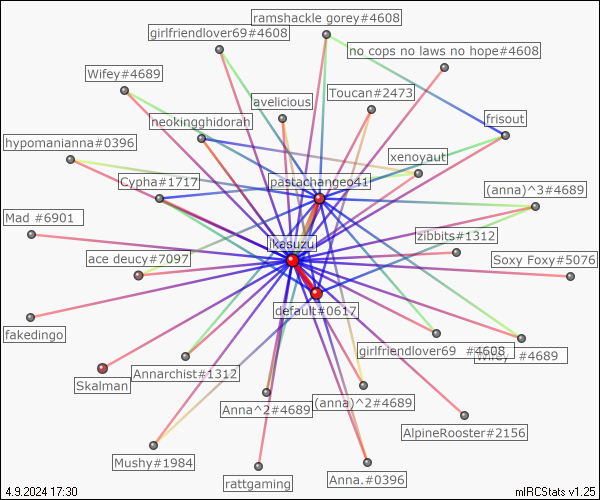 ramshackle gorey#4608
girlfriendlover69#4608
no cops no laws no hope#4608
Wifey#4689
Toucan#2473
avelicious
neokingghidorah
frisout
hypomanianna#0396
xenoyaut
Cypha#1717
pastachangeo41
(anna)^3#4689
Mad #6901
ikasuzu
zibbits#1312
ace deucy#7097
Soxy Foxy#5076
default#0617
fakedingo
girlfriendlover69 #4608
Wifey #4689
Annarchist#1312
Skalman
Anna^2#4689
(anna)^2#4689
AlpineRooster#2156
Mushy#1984
rattgaming
Anna.#0396
4.9.2024 17:30
mIRCStats v1.25